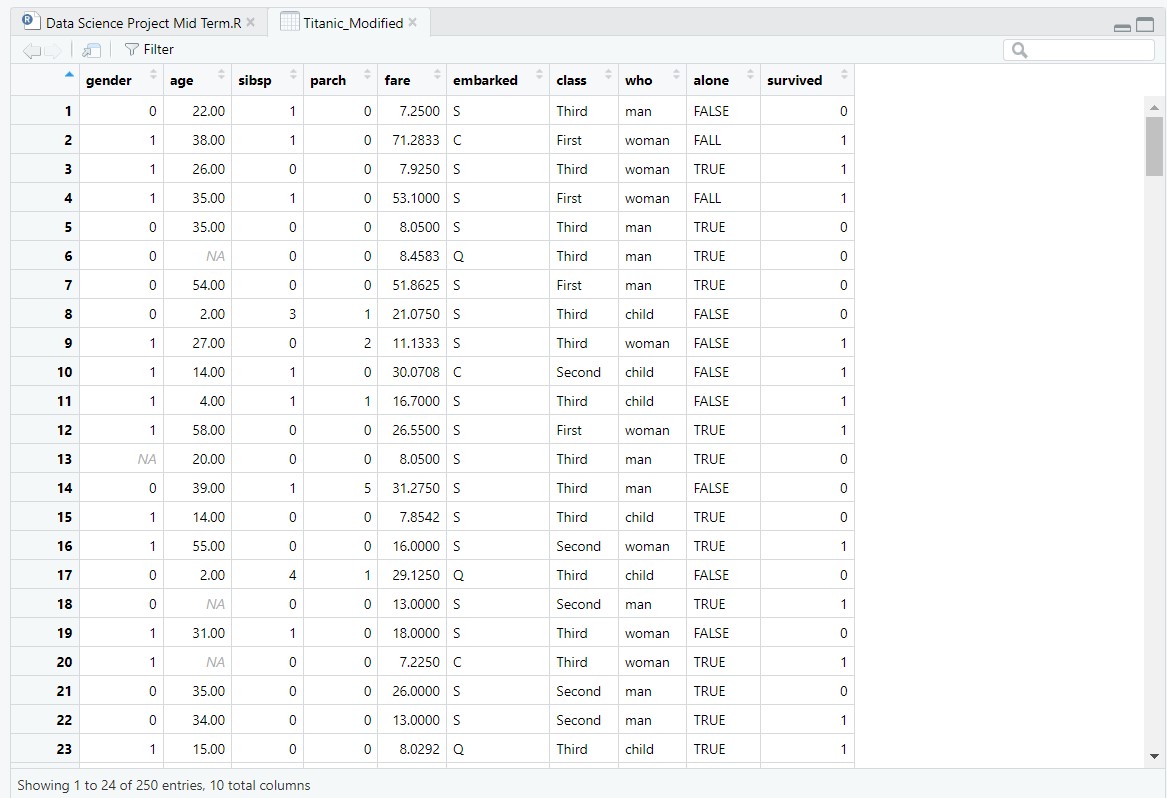 Data Science Project Mid Term.R Titanic_Modified
Filter
gender age sibsp parch fare embarked class who alone survived
1 0 22.00 1 0 7.2500 S Third man FALSE 0
2 1 38.00 1 0 71.2833 C First woman FALL 1
3 1 26.00 0 0 7.9250 S Third woman TRUE 1
4 1 35.00 1 0 53.1000 S First woman FALL 1
5 0 35.00 0 0 8.0500 S Third man TRUE 0
6 0 NA 0 0 8.4583 Q Third man TRUE 0
7 0 54.00 0 0 51.8625 S First man TRUE 0
8 0 2.00 3 1 21.0750 S Third child FALSE 0
9 1 27.00 0 2 11.1333 S Third woman FALSE 1
10 1 14.00 1 0 30.0708 C Second child FALSE 1
11 1 4.00 1 1 16.7000 S Third child FALSE 1
12 1 58.00 0 0 26.5500 S First woman TRUE 1
13 NA 20.00 0 0 8.0500 S Third man TRUE 0
14 0 39.00 1 5 31.2750 S Third man FALSE 0
15 1 14.00 0 0 7.8542 S Third child TRUE 0
16 1 55.00 0 0 16.0000 S Second woman TRUE 1
17 0 2.00 4 1 29.1250 Q Third child FALSE 0
18 0 NA 0 0 13.0000 S Second man TRUE 1
19 1 31.00 1 0 18.0000 S Third woman FALSE 0
20 1 NA 0 0 7.2250 C Third woman TRUE 1
21 0 35.00 0 0 26.0000 S Second man TRUE 0
22 0 34.00 0 0 13.0000 S Second man TRUE 1
23 1 15.00 0 0 8.0292 Q Third child TRUE 1
Showing 1 to 24 of 250 entries, 10 total columns